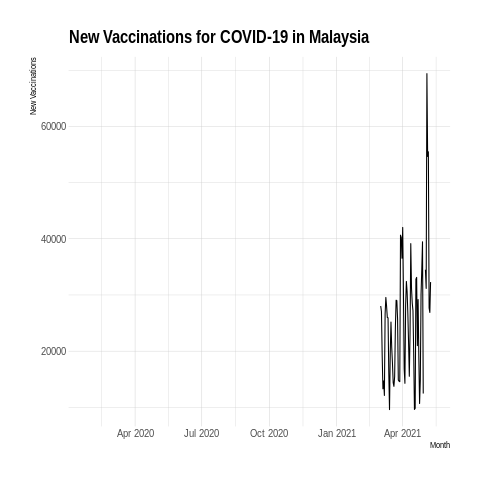 New Vaccinations for COVID-19 in Malaysia
New Vaccinations
60000
40000
20000
Apr 2020 Jul 2020 Oct 2020 Jan 2021 Apr 2021
Month